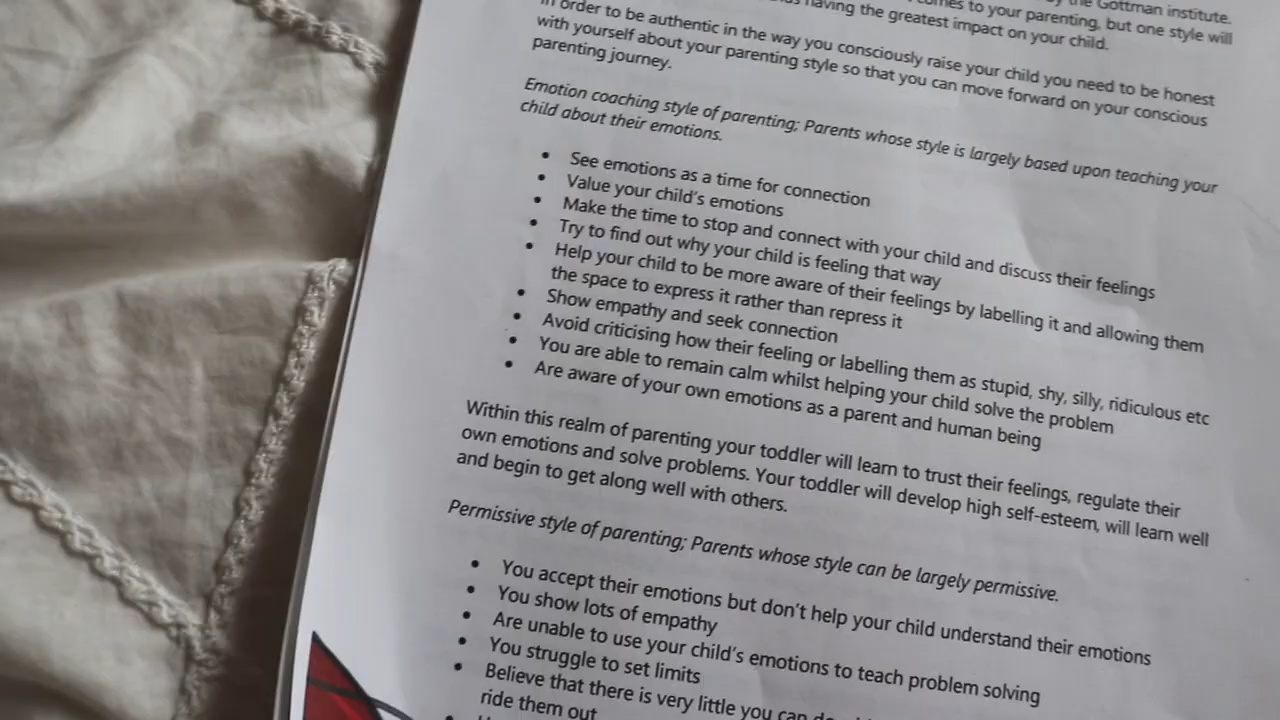 the Gottman institute.
comes to your parenting, but one style will
having the greatest impact on your child.
In order to be authentic in the way you consciously raise your child you need to be honest
with yourself about your parenting style so that you can move forward on your conscious
parenting journey.
Emotion coaching style of parenting; Parents whose style is largely based upon teaching your
child about their emotions.
• See emotions as a time for connection
• Value your child's emotions
• Make the time to stop and connect with your child and discuss their feelings
• Try to find out why your child is feeling that way
• Help your child to be more aware of their feelings by labelling it and allowing them
the space to express it rather than repress it
• Show empathy and seek connection
• Avoid criticising how their feeling or labelling them as stupid, shy, silly, ridiculous etc
• You are able to remain calm whilst helping your child solve the problem
• Are aware of your own emotions as a parent and human being
Within this realm of parenting your toddler will learn to trust their feelings, regulate their
own emotions and solve problems. Your toddler will develop high self-esteem, will learn well
and begin to get along well with others.
Permissive style of parenting; Parents whose style can be largely permissive.
• You accept their emotions but don't help your child understand their emotions
• You show lots of empathy
• Are unable to use your child's emotions to teach problem solving
• You struggle to set limits
• Believe that there is very little you can
ride them out